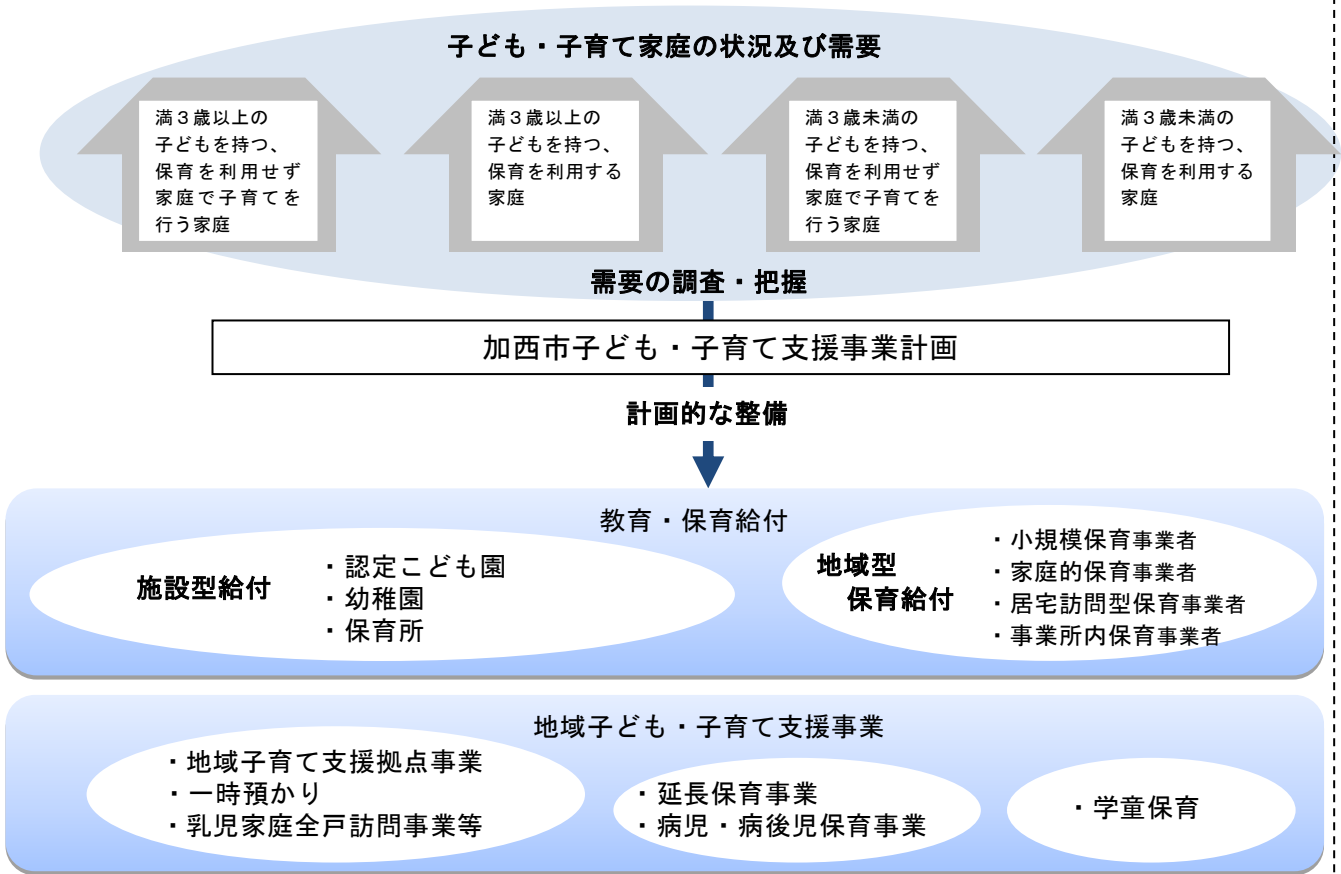 子ども・子育て家庭の状況及び需要
満３歳以上の
子どもを持つ、
保育を利用せず
家庭で子育てを
行う家庭
満３歳以上の
子どもを持つ、
保育を利用する
家庭
満３歳未満の
子どもを持つ、
保育を利用せず
家庭で子育てを
行う家庭
満３歳未満の
子どもを持つ、
保育を利用する
家庭
需要の調査・把握
加西市子ども・子育て支援事業計画
計画的な整備
教育・保育給付
施設型給付
・認定こども園
・幼稚園
・保育所
地域型
保育給付
・小規模保育事業者
・家庭的保育事業者
・居宅訪問型保育事業者
・事業所内保育事業者
地域子ども・子育て支援事業
・地域子育て支援拠点事業
・一時預かり
・乳児家庭全戸訪問事業等
・延長保育事業
・病児・病後児保育事業
・学童保育